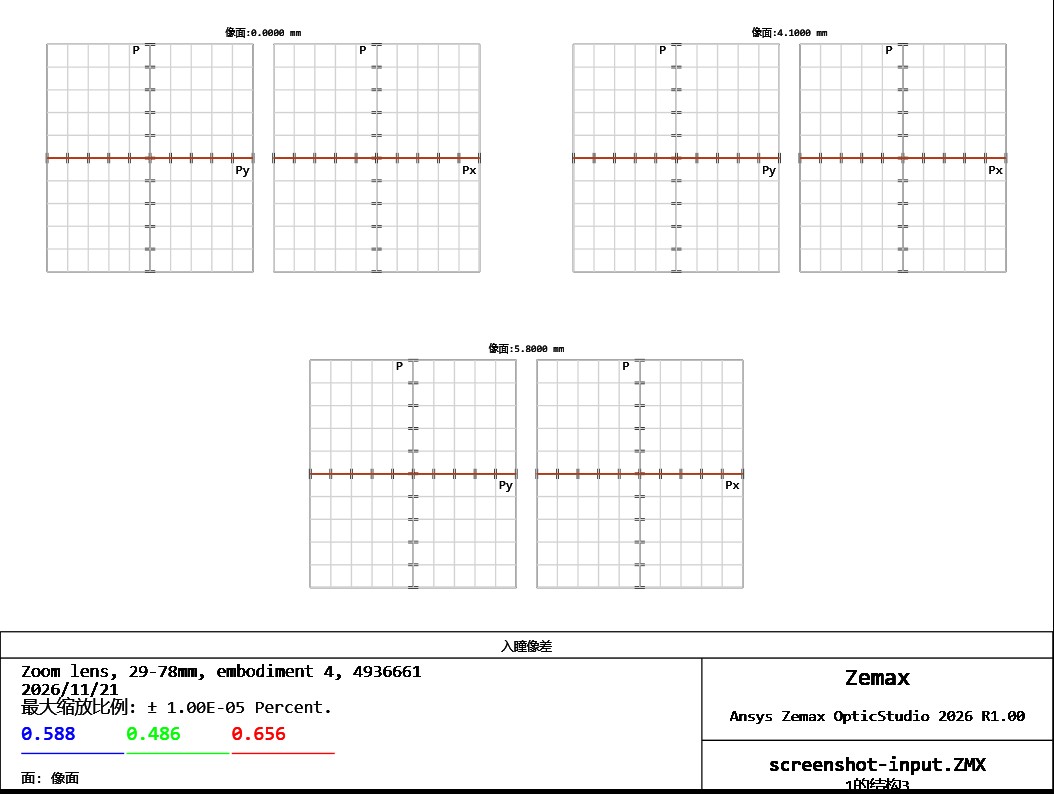 像面:0.0000 mm
像面:4.1000 mm
P
P
P
P
Py
Px
Py
Px
像面:5.8000 mm
P
P
Py
Px
入瞳像差
Zoom lens, 29-78mm, embodiment 4, 4936661
2026/11/21
最大缩放比例: ± 1.00E-05 Percent.
0.588 0.486 0.656
面: 像面
Zemax
Ansys Zemax OpticStudio 2026 R1.00
screenshot-input.ZMX
1的结构3